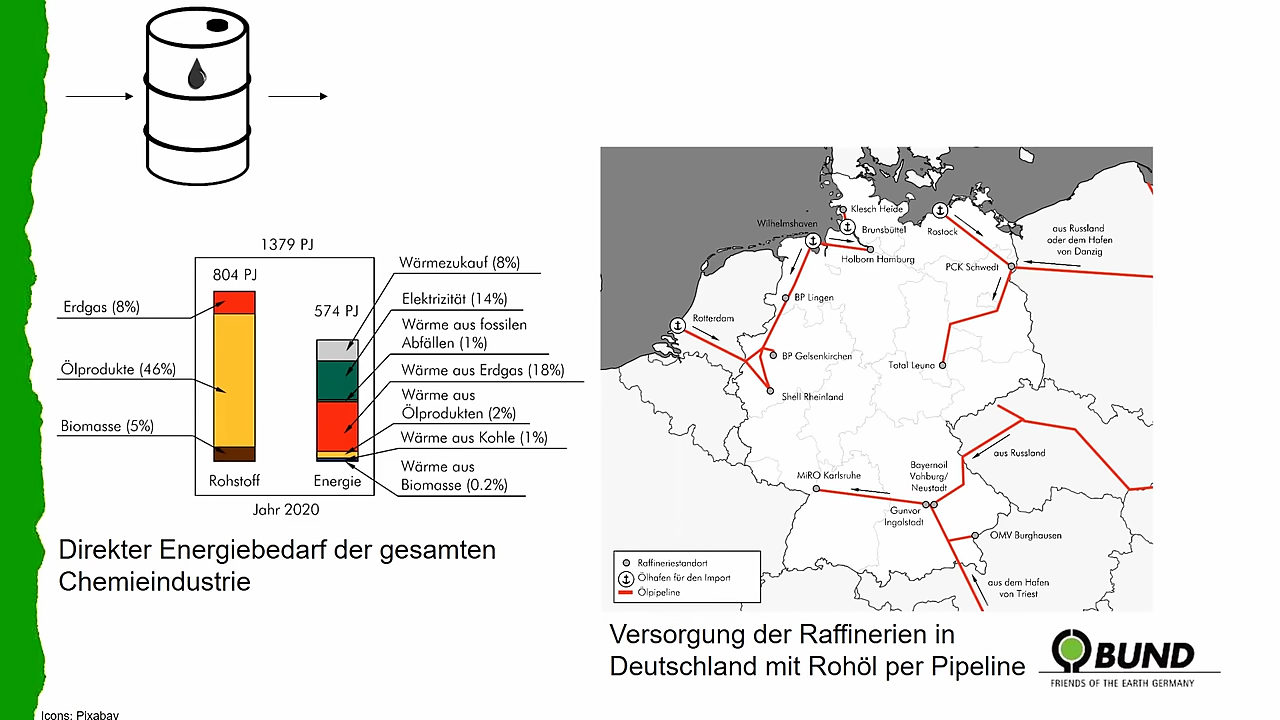 1379 PJ
804 PJ
574 PJ
Erdgas (8%)
Ölprodukte (46%)
Biomasse (5%)
Wärmezukauf (8%)
Elektrizität (14%)
Wärme aus fossilen
Abfällen (1%)
Wärme aus Erdgas (18%)
Wärme aus
Ölprodukten (2%)
Wärme aus Kohle (1%)
Wärme aus
Biomasse (0.2%)
Rohstoff
Energie
Jahr 2020
Direkter Energiebedarf der gesamten
Chemieindustrie
Klesch Heide
Wilhelmshaven
Brunsbüttel
Rostock
Holborn Hamburg
aus Russland
oder dem Hafen
von Danzig
PCK Schwedt
BP Lingen
Rotterdam
BP Gelsenkirchen
Total Leuna
Shell Rheinland
aus Russland
MiRO Karlsruhe
Bayernoil
Vohburg/
Neustadt
Gunvor
Ingolstadt
OMV Burghausen
aus dem Hafen
von Triest
Raffineriestandort
Ölhafen für den Import
Ölpipeline
Versorgung der Raffinerien in
Deutschland mit Rohöl per Pipeline
BUND
FRIENDS OF THE EARTH GERMANY
Icons: Pixabay